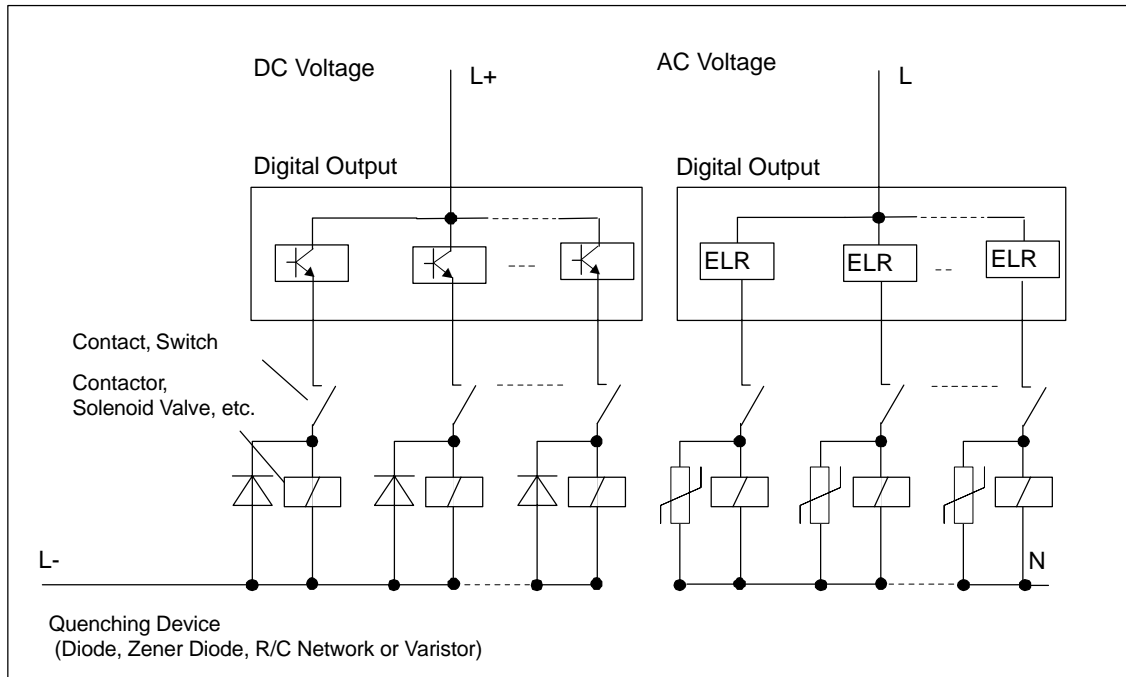 DC Voltage
L+
AC Voltage
L
Digital Output
Digital Output
ELR
ELR
ELR
Contact, Switch
Contactor,
Solenoid Valve, etc.
L-
N
Quenching Device
(Diode, Zener Diode, R/C Network or Varistor)